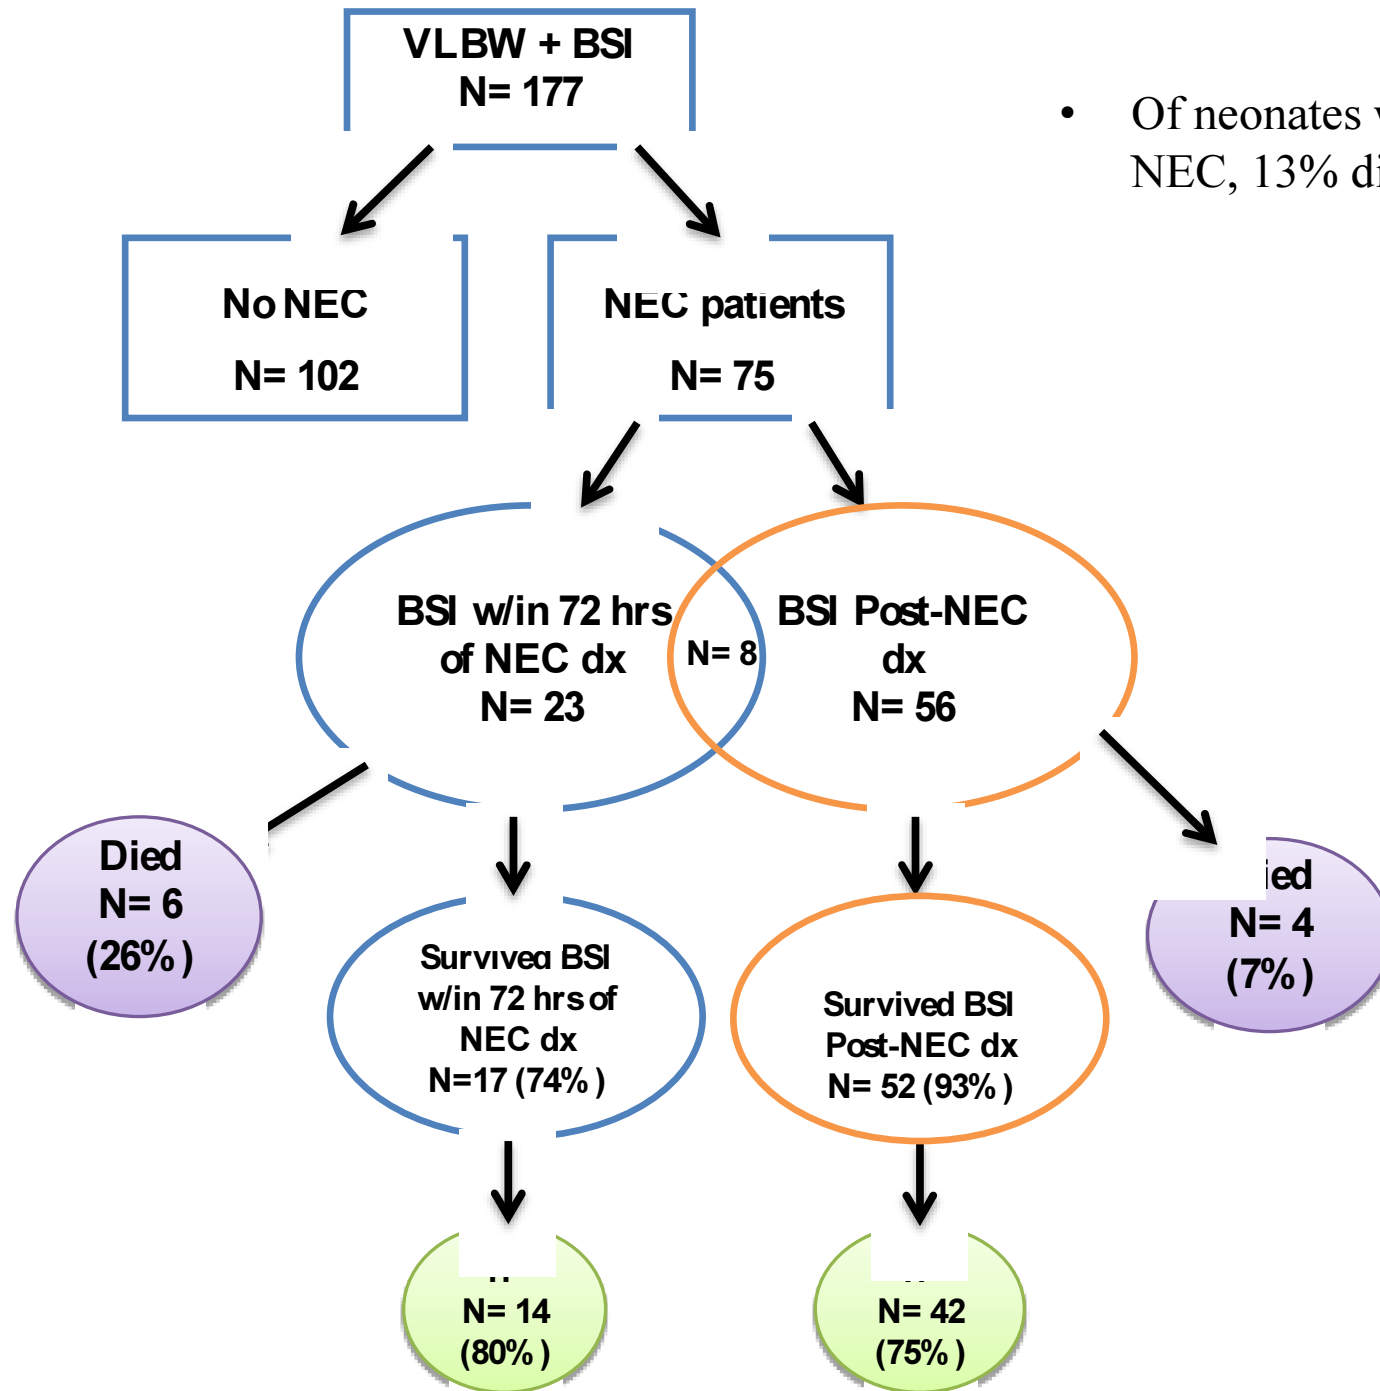 VLBW + BSI
N= 177
• Of neonates
NEC, 13%
No NEC
N= 102
NEC patients
N= 75
BSI w/in 72 hrs
of NEC dx
N= 23
N= 8
BSI Post-NEC
dx
N= 56
Died
N= 6
(26%)
Survived BSI
w/in 72 hrs of
NEC dx
N=17 (74%)
Survived BSI
Post-NEC dx
N= 52 (93%)
ied
N= 4
(7%)
N= 14
(80%)
N= 42
(75%)